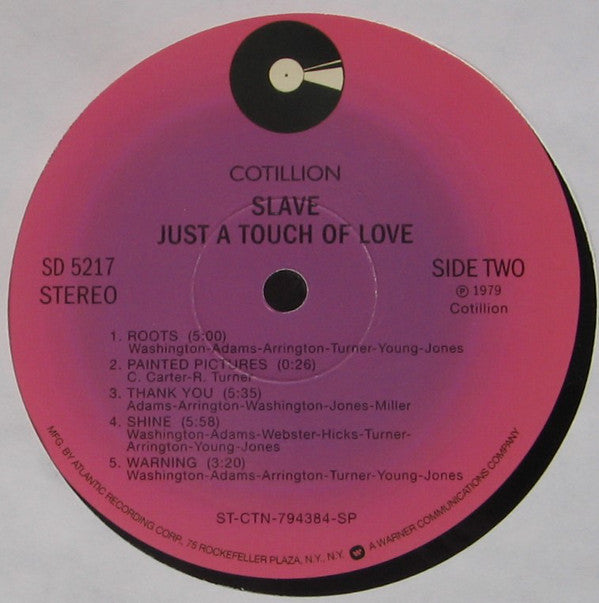 COTILLION
SLAVE
JUST A TOUCH OF LOVE
SD 5217
STEREO
SIDE TWO
℗ 1979
Cotillion
1. ROOTS (5:00)
Washington-Adams-Arrington-Turner-Young-Jones
2. PAINTED PICTURES (0:26)
C. Carter-R. Turner
3. THANK YOU (5:35)
Adams-Arrington-Washington-Jones-Miller
4. SHINE (5:58)
Washington-Adams-Webster-Hicks-Turner-
Arrington-Young-Jones
5. WARNING (3:20)
Washington-Adams-Arrington-Turner-Young-Jones
ST-CTN-794384-SP
MFG. BY ATLANTIC RECORDING CORP., 75 ROCKEFELLER PLAZA, N.Y., N.Y. W A WARNER COMMUNICATIONS COMPANY